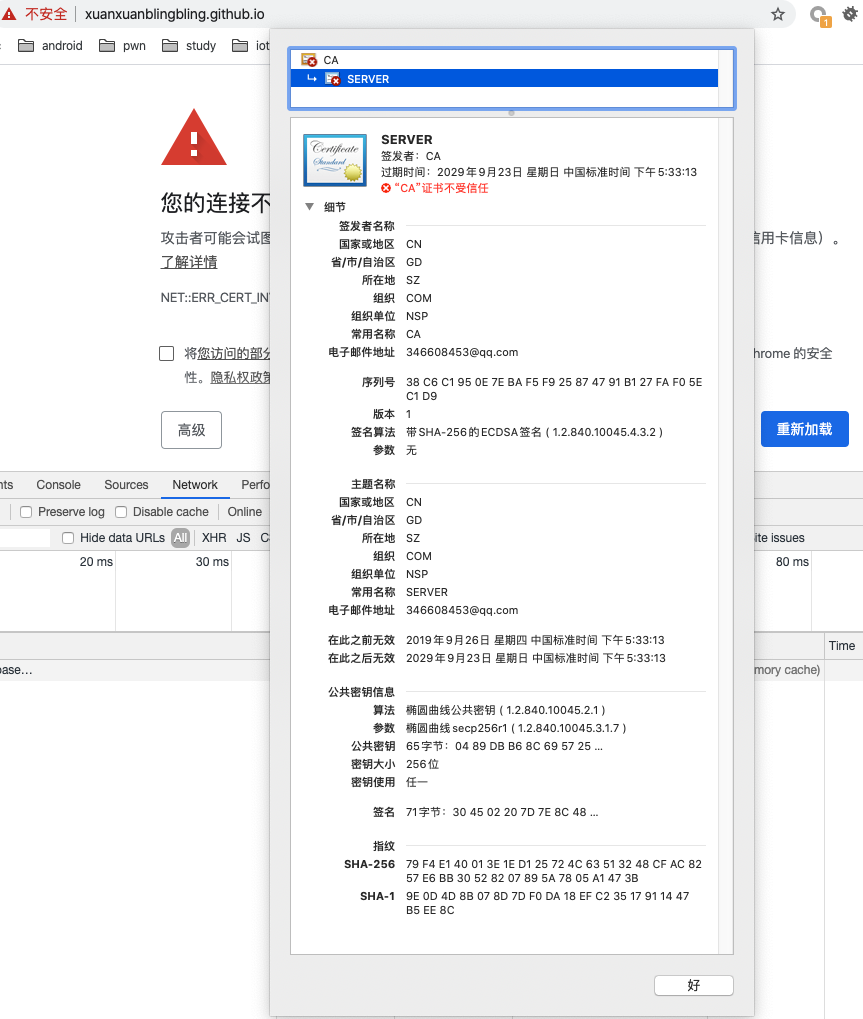 不安全 xuanxuanblingbling.github.io
1
android pwn study iot
CA
SERVER
Certificate
Standard
SERVER
签发者：CA
过期时间：2029年9月23日 星期日 中国标准时间 下午5:33:13
“CA”证书不受信任
细节
签发者名称
国家或地区 CN
省/市/自治区 GD
所在地 SZ
组织 COM
组织单位 NSP
常用名称 CA
电子邮件地址 346608453@qq.com
序列号 38 C6 C1 95 0E 7E BA F5 F9 25 87 47 91 B1 27 FA F0 5E
C1 D9
版本 1
签名算法 带SHA-256的ECDSA签名 ( 1.2.840.10045.4.3.2 )
参数 无
主题名称
国家或地区 CN
省/市/自治区 GD
所在地 SZ
组织 COM
组织单位 NSP
常用名称 SERVER
电子邮件地址 346608453@qq.com
在此之前无效 2019年9月26日 星期四 中国标准时间 下午5:33:13
在此之后无效 2029年9月23日 星期日 中国标准时间 下午5:33:13
公共密钥信息
算法 椭圆曲线公共密钥 ( 1.2.840.10045.2.1 )
参数 椭圆曲线secp256r1 ( 1.2.840.10045.3.1.7 )
公共密钥 65字节：04 89 DB B6 8C 69 57 25 ...
密钥大小 256位
密钥使用 任一
签名 71字节：30 45 02 20 7D 7E 8C 48 ...
指纹
SHA-256 79 F4 E1 40 01 3E 1E D1 25 72 4C 63 51 32 48 CF AC 82
57 E6 BB 30 52 82 07 89 5A 78 05 A1 47 3B
SHA-1 9E 0D 4D 8B 07 8D 7D F0 DA 18 EF C2 35 17 91 14 47
B5 EE 8C
好
您的连接不
攻击者可能会试图 信用卡信息）。
了解详情
NET::ERR_CERT_IN
将您访问的部分 hrome 的安全
性。隐私权政策
高级 重新加载
nts Console Sources Network Perfo
Preserve log Disable cache Online
Hide data URLs All XHR JS C ite issues
20 ms 30 ms 80 ms
Time
base… mory cache)